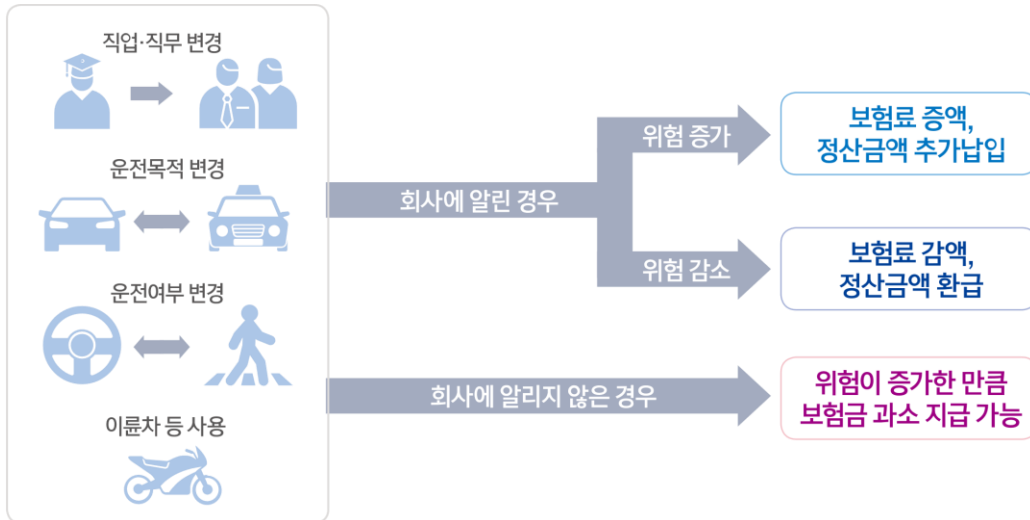 직업·직무 변경
운전목적 변경
운전여부 변경
이륜차 등 사용
회사에 알린 경우
위험 증가
보험료 증액,
정산금액 추가납입
위험 감소
보험료 감액,
정산금액 환급
회사에 알리지 않은 경우
위험이 증가한 만큼
보험금 과소 지급 가능